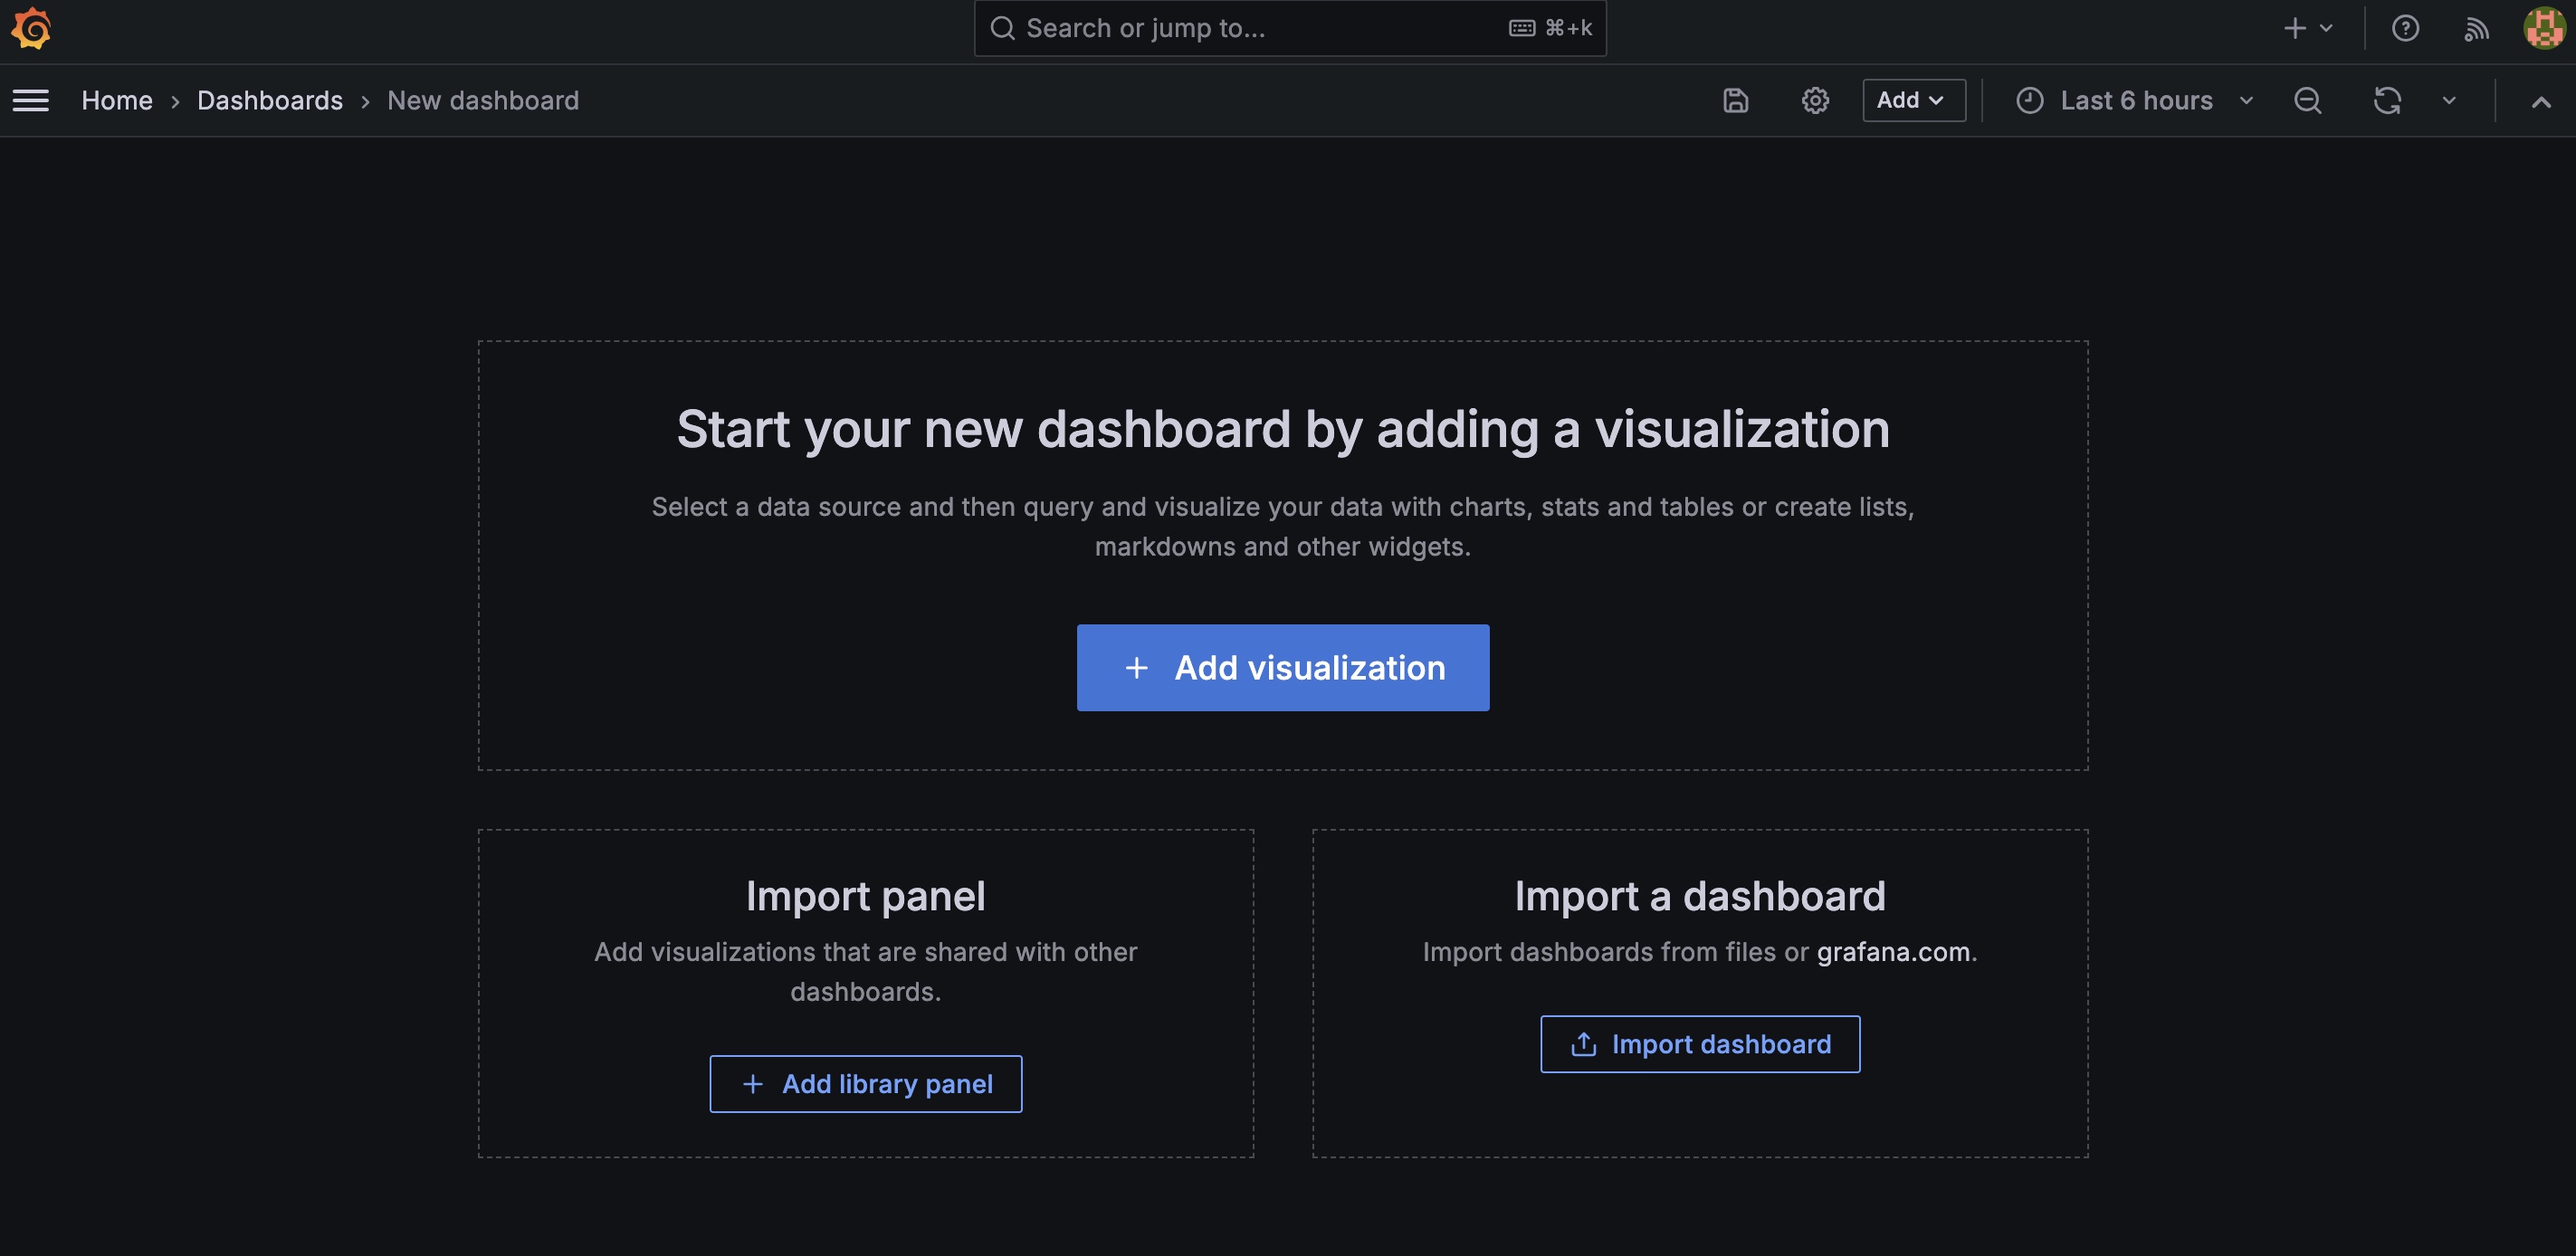 Search or jump to...
⌘+k
Home › Dashboards › New dashboard
Add
Last 6 hours
Start your new dashboard by adding a visualization
Select a data source and then query and visualize your data with charts, stats and tables or create lists,
markdowns and other widgets.
+ Add visualization
Import panel
Add visualizations that are shared with other
dashboards.
+ Add library panel
Import a dashboard
Import dashboards from files or grafana.com.
Import dashboard